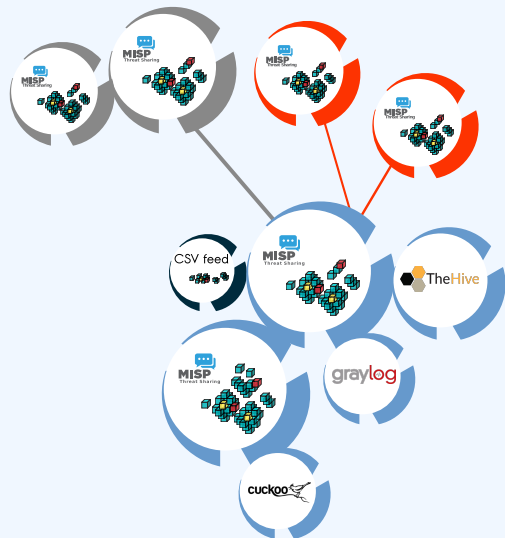 MISP
Threat Sharing
MISP
Threat Sharing
MISP
Threat Sharing
MISP
Threat Sharing
CSV feed
MISP
Threat Sharing
TheHive
MISP
Threat Sharing
graylog
cuckoo